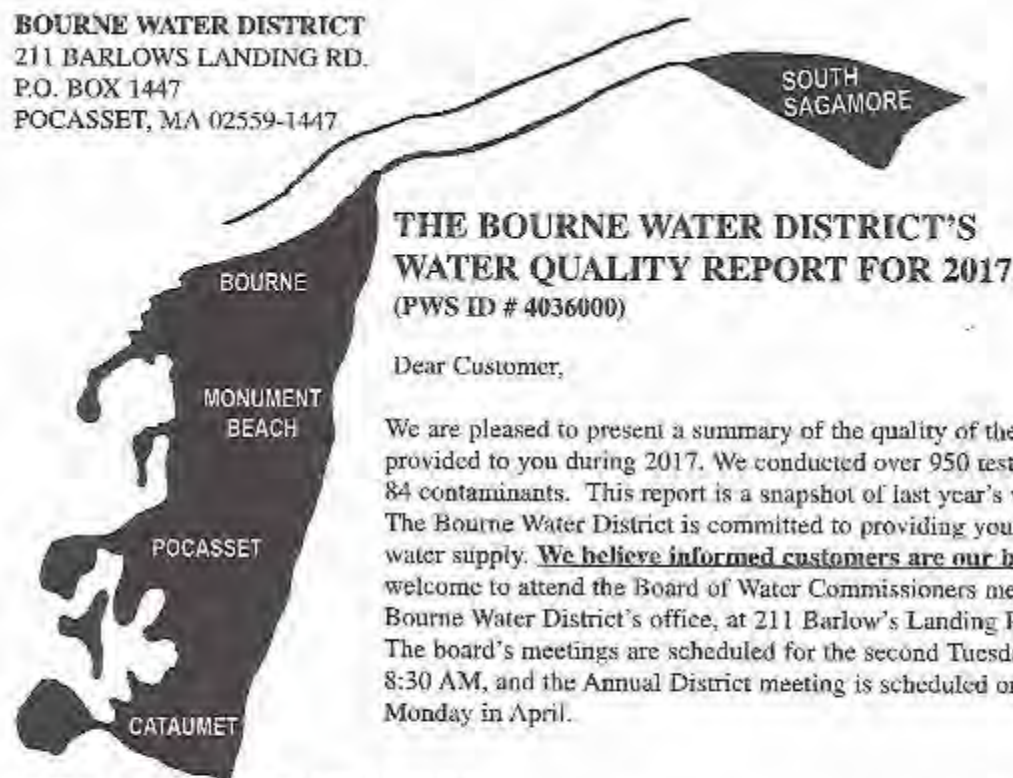 BOURNE WATER DISTRICT
211 BARLOWS LANDING RD.
P.O. BOX 1447
POCASSET, MA 02559-1447
SOUTH
SAGAMORE
THE BOURNE WATER DISTRICT'S
WATER QUALITY REPORT FOR 2017
(PWS ID # 4036000)
BOURNE
Dear Customer,
MONUMENT
BEACH
We are pleased to present a summary of the quality of the
provided to you during 2017. We conducted over 950 test
84 contaminants. This report is a snapshot of last year's
The Bourne Water District is committed to providing you
water supply. We believe informed customers are our
welcome to attend the Board of Water Commissioners me
Bourne Water District's office, at 211 Barlow's Landing
The board's meetings are scheduled for the second Tuesd
8:30 AM, and the Annual District meeting is scheduled
Monday in April.
POCASSET
CATAUMET